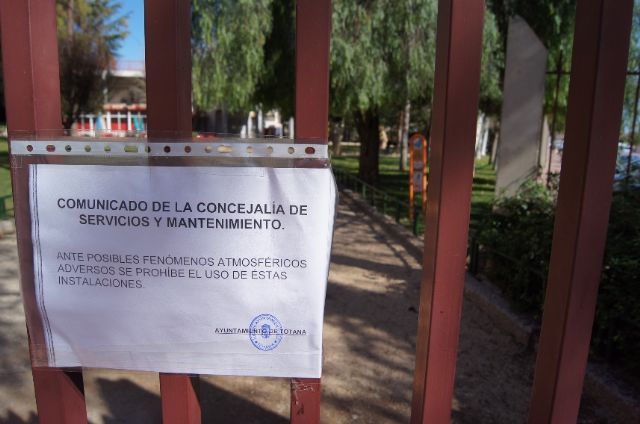 COMUNICADO DE LA CONCEJALÍA DE
SERVICIOS Y MANTENIMIENTO.
ANTE POSIBLES FENÓMENOS ATMOSFÉRICOS
ADVERSOS SE PROHÍBE EL USO DE ÉSTAS
INSTALACIONES.
AYUNTAMIENTO DE TOTANA